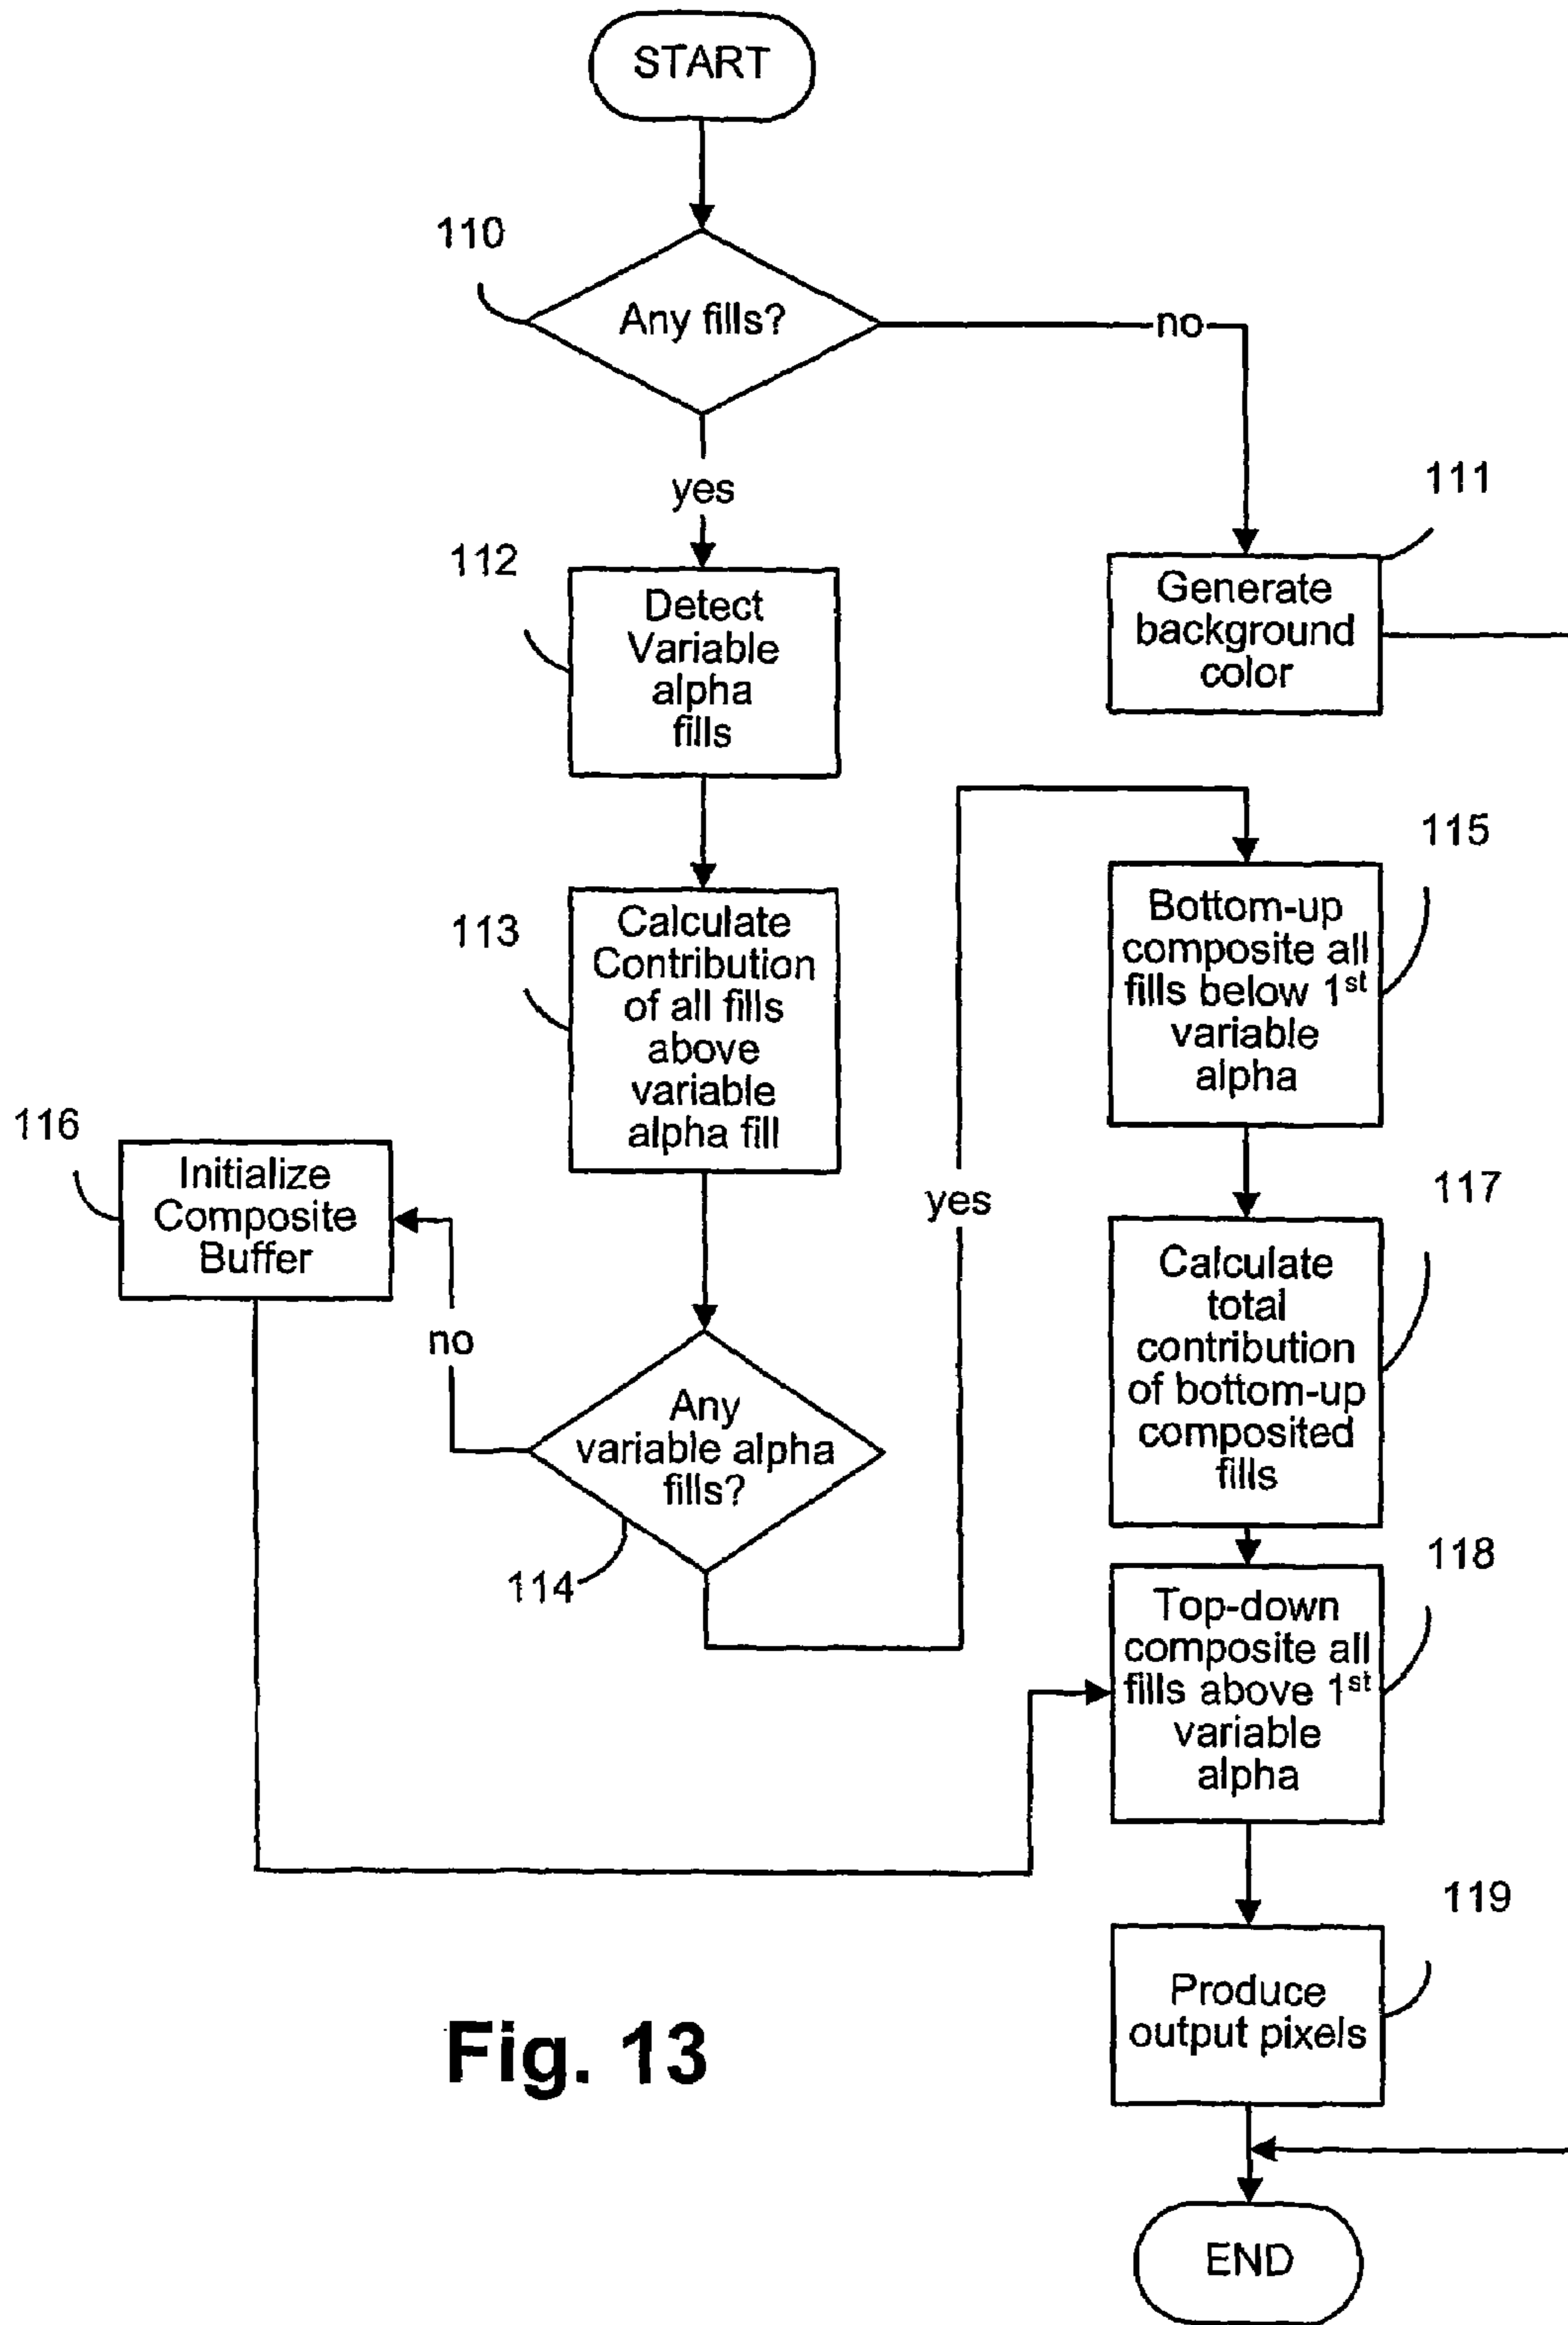 START
110
Any fills?
no
yes
111
Generate
background
color
112
Detect
Variable
alpha
fills
113
Calculate
Contribution
of all fills
above
variable
alpha fill
115
Bottom-up
composite all
fills below 1st
variable
alpha
116
Initialize
Composite
Buffer
no
yes
117
Calculate
total
contribution
of bottom-up
composited
fills
Any
variable alpha
fills?
114
118
Top-down
composite all
fills above 1st
variable
alpha
119
Produce
output pixels
Fig. 13
END